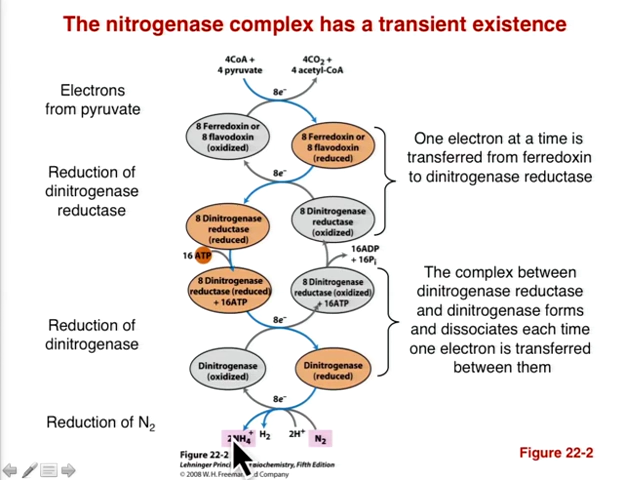 The nitrogenase complex has a transient existence
4CoA +
4 pyruvate
4CO2 +
4 acetyl-CoA
8e–
Electrons
from pyruvate
8 Ferredoxin or
8 flavodoxin
(oxidized)
8 Ferredoxin or
8 flavodoxin
(reduced)
One electron at a time is
transferred from ferredoxin
to dinitrogenase reductase
8e–
Reduction of
dinitrogenase
reductase
8 Dinitrogenase
reductase
(reduced)
8 Dinitrogenase
reductase
(oxidized)
16 ATP
16ADP
+ 16Pi
8 Dinitrogenase
reductase (reduced)
+ 16ATP
8 Dinitrogenase
reductase (oxidized)
+ 16ATP
The complex between
dinitrogenase reductase
and dinitrogenase forms
and dissociates each time
one electron is transferred
between them
8e–
Reduction of
dinitrogenase
Dinitrogenase
(oxidized)
Dinitrogenase
(reduced)
8e–
Reduction of N2
2NH4+
H2
2H+
N2
Figure 22-2
Lehninger Biochemistry, Fifth Edition
© 2008 W. H. Company
Figure 22-2